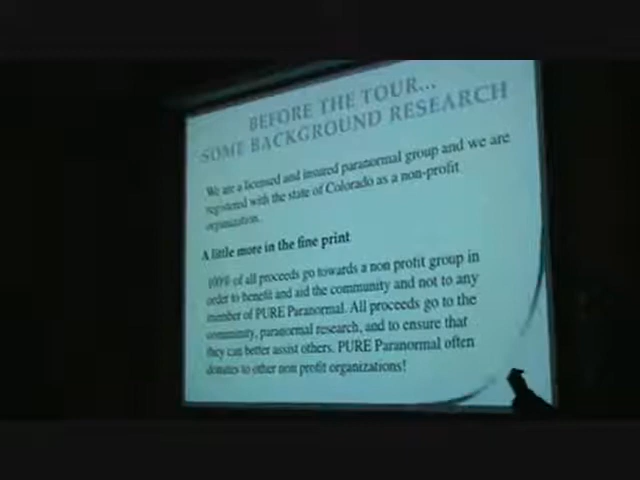 BEFORE THE TOUR...
SOME BACKGROUND RESEARCH
We are a licensed and insured paranormal group and we are
registered with the state of Colorado as a non-profit
organization.
A little more in the fine print
100% of all proceeds go towards a non profit group in
order to benefit and aid the community and not to any
member of PURE Paranormal. All proceeds go to the
community, paranormal research, and to ensure that
they can better assist others. PURE Paranormal often
donates to other non profit organizations!